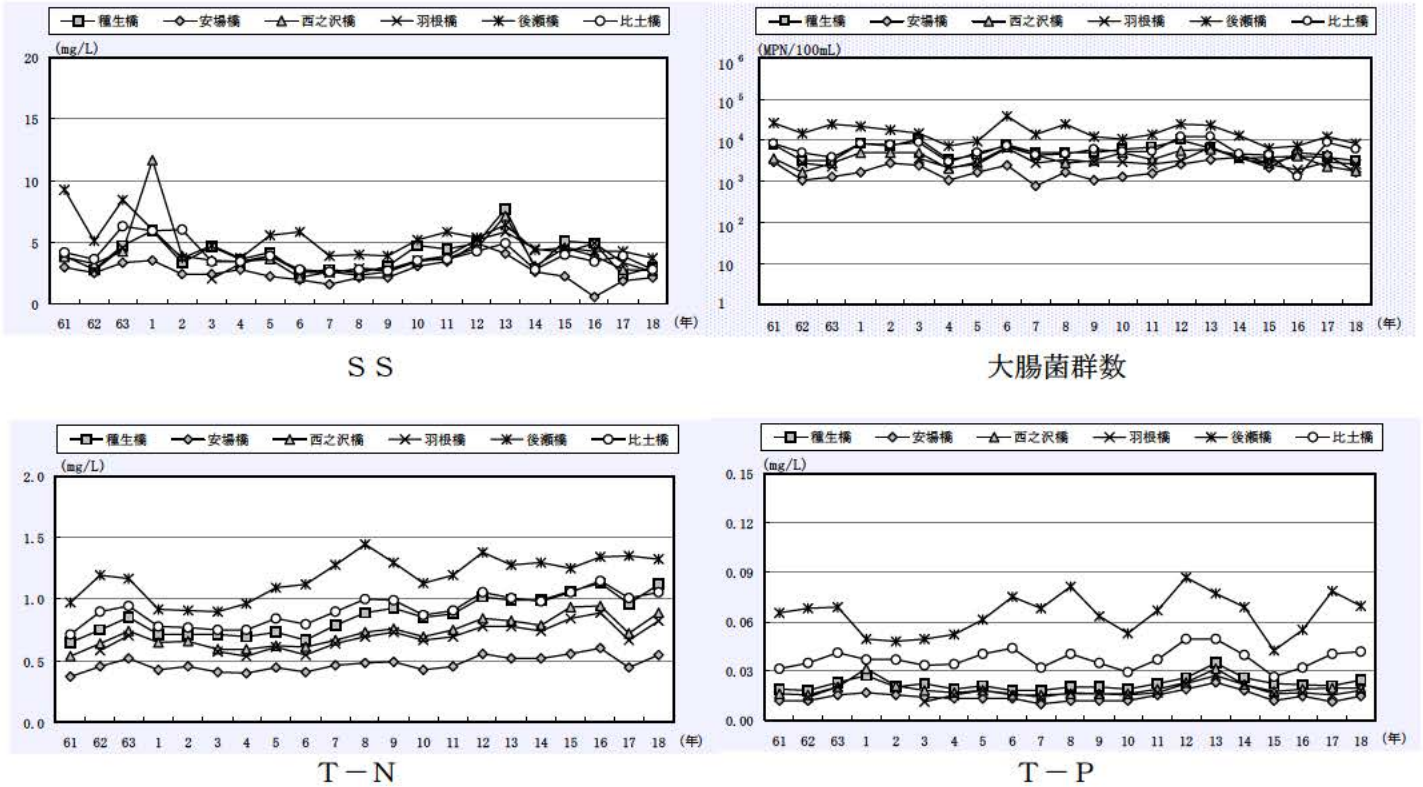 種生橋 安場橋 西之沢橋 羽根橋 後瀬橋 比土橋
(mg/L)
20
15
10
5
0
61 62 63 1 2 3 4 5 6 7 8 9 10 11 12 13 14 15 16 17 18 (年)
ＳＳ
種生橋 安場橋 西之沢橋 羽根橋 後瀬橋 比土橋
(MPN/100mL)
10⁶
10⁵
10⁴
10³
10²
10
1
61 62 63 1 2 3 4 5 6 7 8 9 10 11 12 13 14 15 16 17 18 (年)
大腸菌群数
種生橋 安場橋 西之沢橋 羽根橋 後瀬橋 比土橋
(mg/L)
2.0
1.5
1.0
0.5
0.0
61 62 63 1 2 3 4 5 6 7 8 9 10 11 12 13 14 15 16 17 18 (年)
Ｔ－Ｎ
種生橋 安場橋 西之沢橋 羽根橋 後瀬橋 比土橋
(mg/L)
0.15
0.12
0.09
0.06
0.03
0.00
61 62 63 1 2 3 4 5 6 7 8 9 10 11 12 13 14 15 16 17 18 (年)
Ｔ－Ｐ